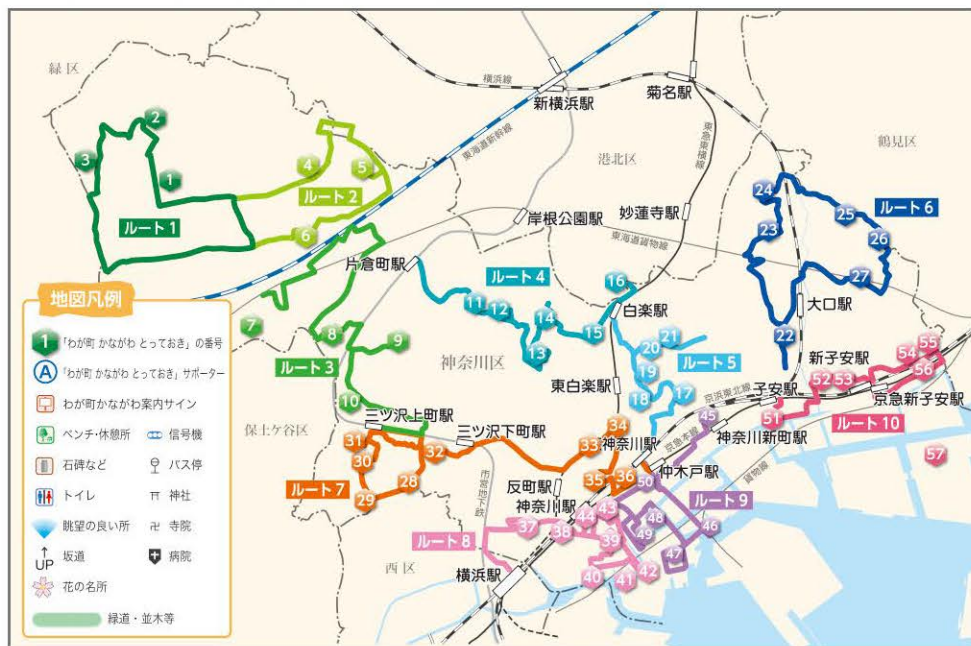 緑区
横浜線
新横浜駅
菊名駅
東海道新幹線
港北区
東急東横線
鶴見区
2
3
1
4
5
ルート1
ルート2
6
岸根公園駅
妙蓮寺駅
東海道貨物線
24
25
ルート6
23
26
27
片倉町駅
ルート4
16
白楽駅
大口駅
11
12
14
15
13
22
地図凡例
1
「わが町 かながわ とっておき」の番号
A
「わが町 かながわ とっておき」サポーター
わが町かながわ案内サイン
ベンチ・休憩所
信号機
石碑など
バス停
トイレ
神社
眺望の良い所
寺院
UP
坂道
病院
花の名所
緑道・並木等
7
8
9
ルート3
10
神奈川区
20
21
19
ルート5
18
17
東白楽駅
京浜東北線
新子安駅
子安駅
54
55
52
53
56
京急新子安駅
51
ルート10
保土ケ谷区
三ツ沢上町駅
三ツ沢下町駅
31
30
32
28
29
ルート7
市営地下鉄
34
33
神奈川駅
35
36
反町駅
神奈川駅
京急本線
45
神奈川新町駅
仲木戸駅
貨物線
57
50
ルート9
43
44
48
49
46
47
37
38
39
ルート8
40
41
42
西区
横浜駅